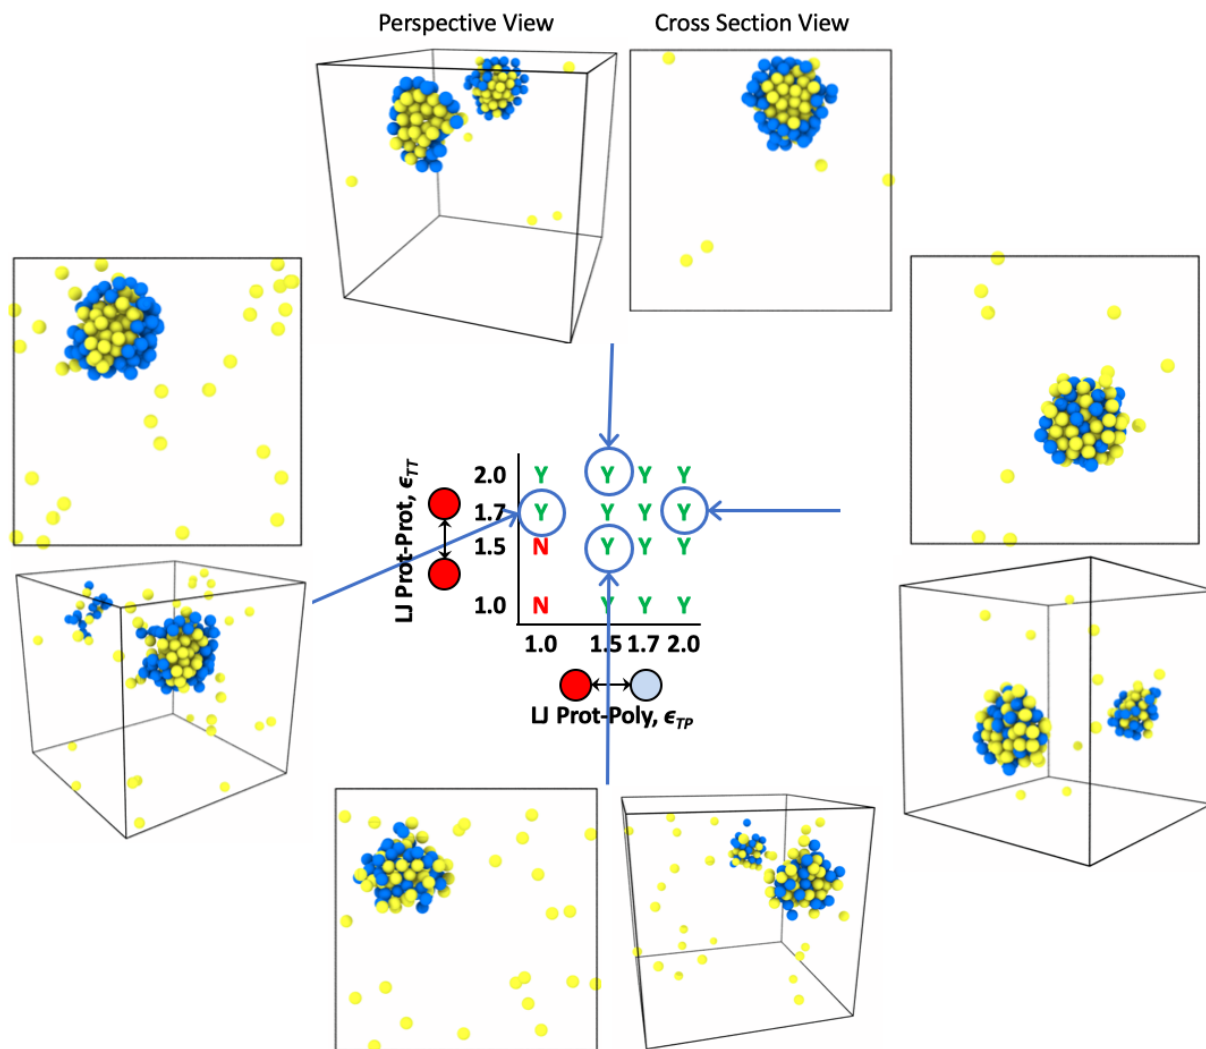 Perspective View Cross Section View
LJ Prot-Prot, ϵTT
2.0 Y Y Y Y
1.7 Y Y Y Y
1.5 N Y Y Y
1.0 N Y Y Y
1.0 1.5 1.7 2.0
LJ Prot-Poly, ϵTP